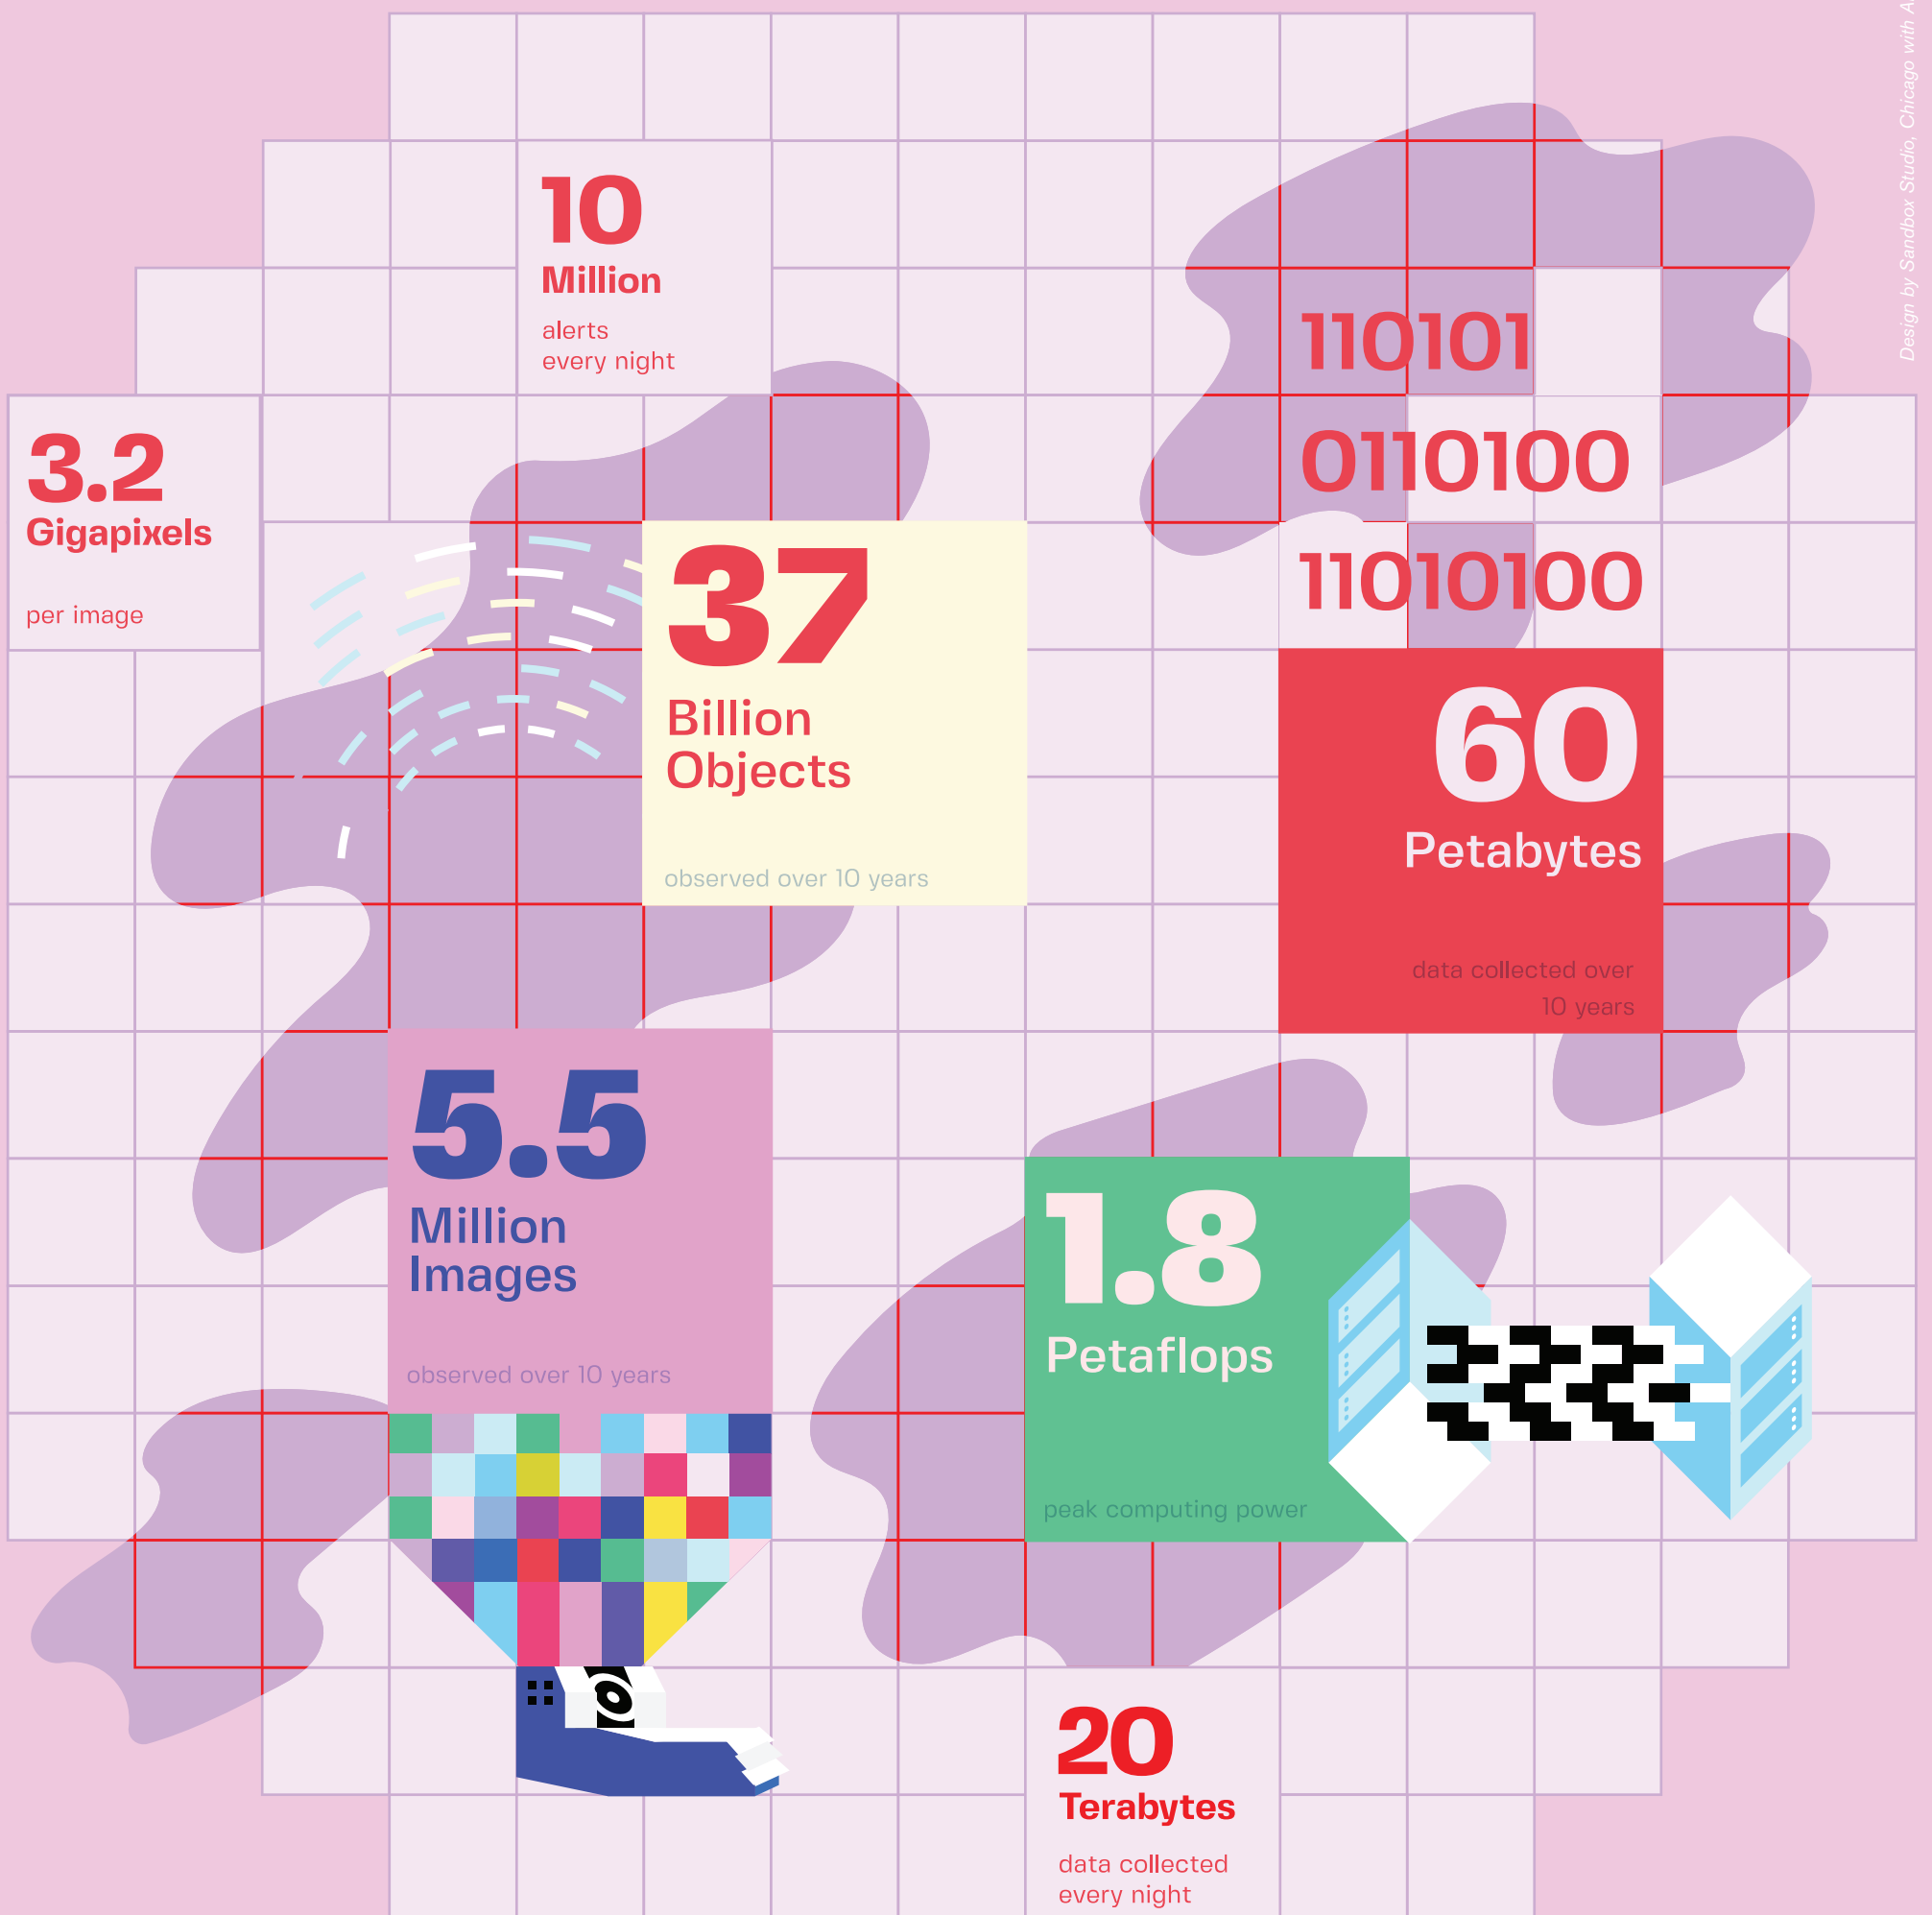 10
Million
alerts
every night
3.2
Gigapixels
per image
110101
0110100
11010100
37
Billion
Objects
observed over 10 years
60
Petabytes
data collected over
10 years
5.5
Million
Images
observed over 10 years
1.8
Petaflops
peak computing power
20
Terabytes
data collected
every night
Design by Sandbox Studio, Chicago with